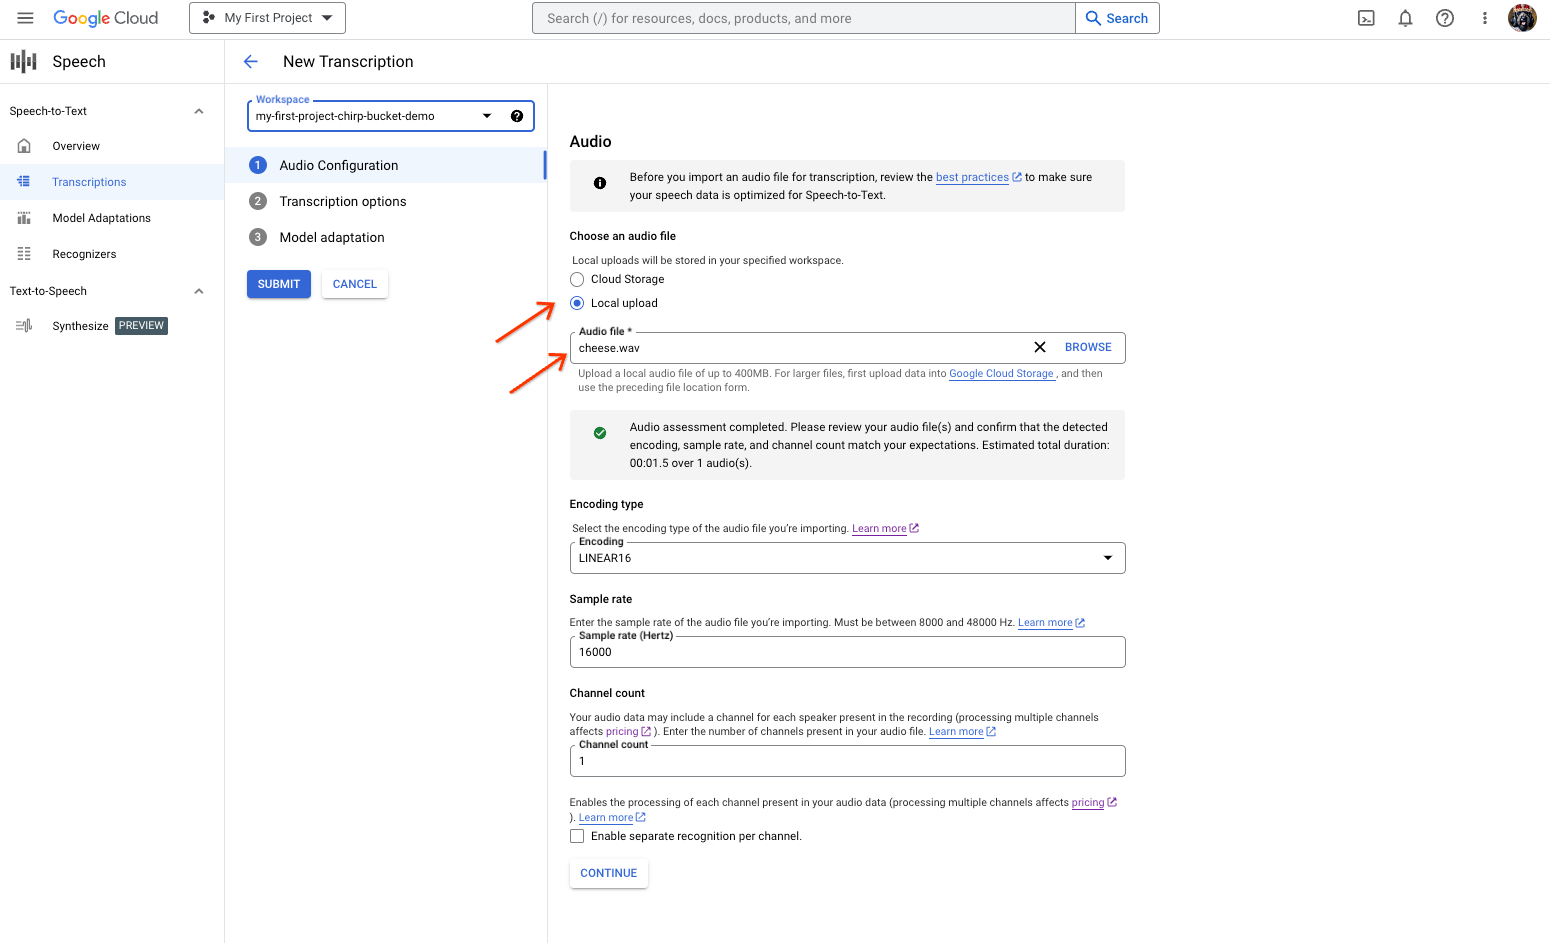 Google Cloud
My First Project
Search (/) for resources, docs, products, and more
Search
Speech
New Transcription
Speech-to-Text
Overview
Transcriptions
Model Adaptations
Recognizers
Text-to-Speech
Synthesize PREVIEW
Workspace
my-first-project-chirp-bucket-demo
1 Audio Configuration
2 Transcription options
3 Model adaptation
SUBMIT CANCEL
Audio
Before you import an audio file for transcription, review the best practices to make sure
your speech data is optimized for Speech-to-Text.
Choose an audio file
Local uploads will be stored in your specified workspace.
Cloud Storage
Local upload
Audio file *
cheese.wav
BROWSE
Upload a local audio file of up to 400MB. For larger files, first upload data into Google Cloud Storage , and then
use the preceding file location form.
Audio assessment completed. Please review your audio file(s) and confirm that the detected
encoding, sample rate, and channel count match your expectations. Estimated total duration:
00:01.5 over 1 audio(s).
Encoding type
Select the encoding type of the audio file you're importing. Learn more
Encoding
LINEAR16
Sample rate
Enter the sample rate of the audio file you're importing. Must be between 8000 and 48000 Hz. Learn more
Sample rate (Hertz)
16000
Channel count
Your audio data may include a channel for each speaker present in the recording (processing multiple channels
affects pricing ). Enter the number of channels present in your audio file. Learn more
Channel count
1
Enables the processing of each channel present in your audio data (processing multiple channels affects pricing
). Learn more
Enable separate recognition per channel.
CONTINUE